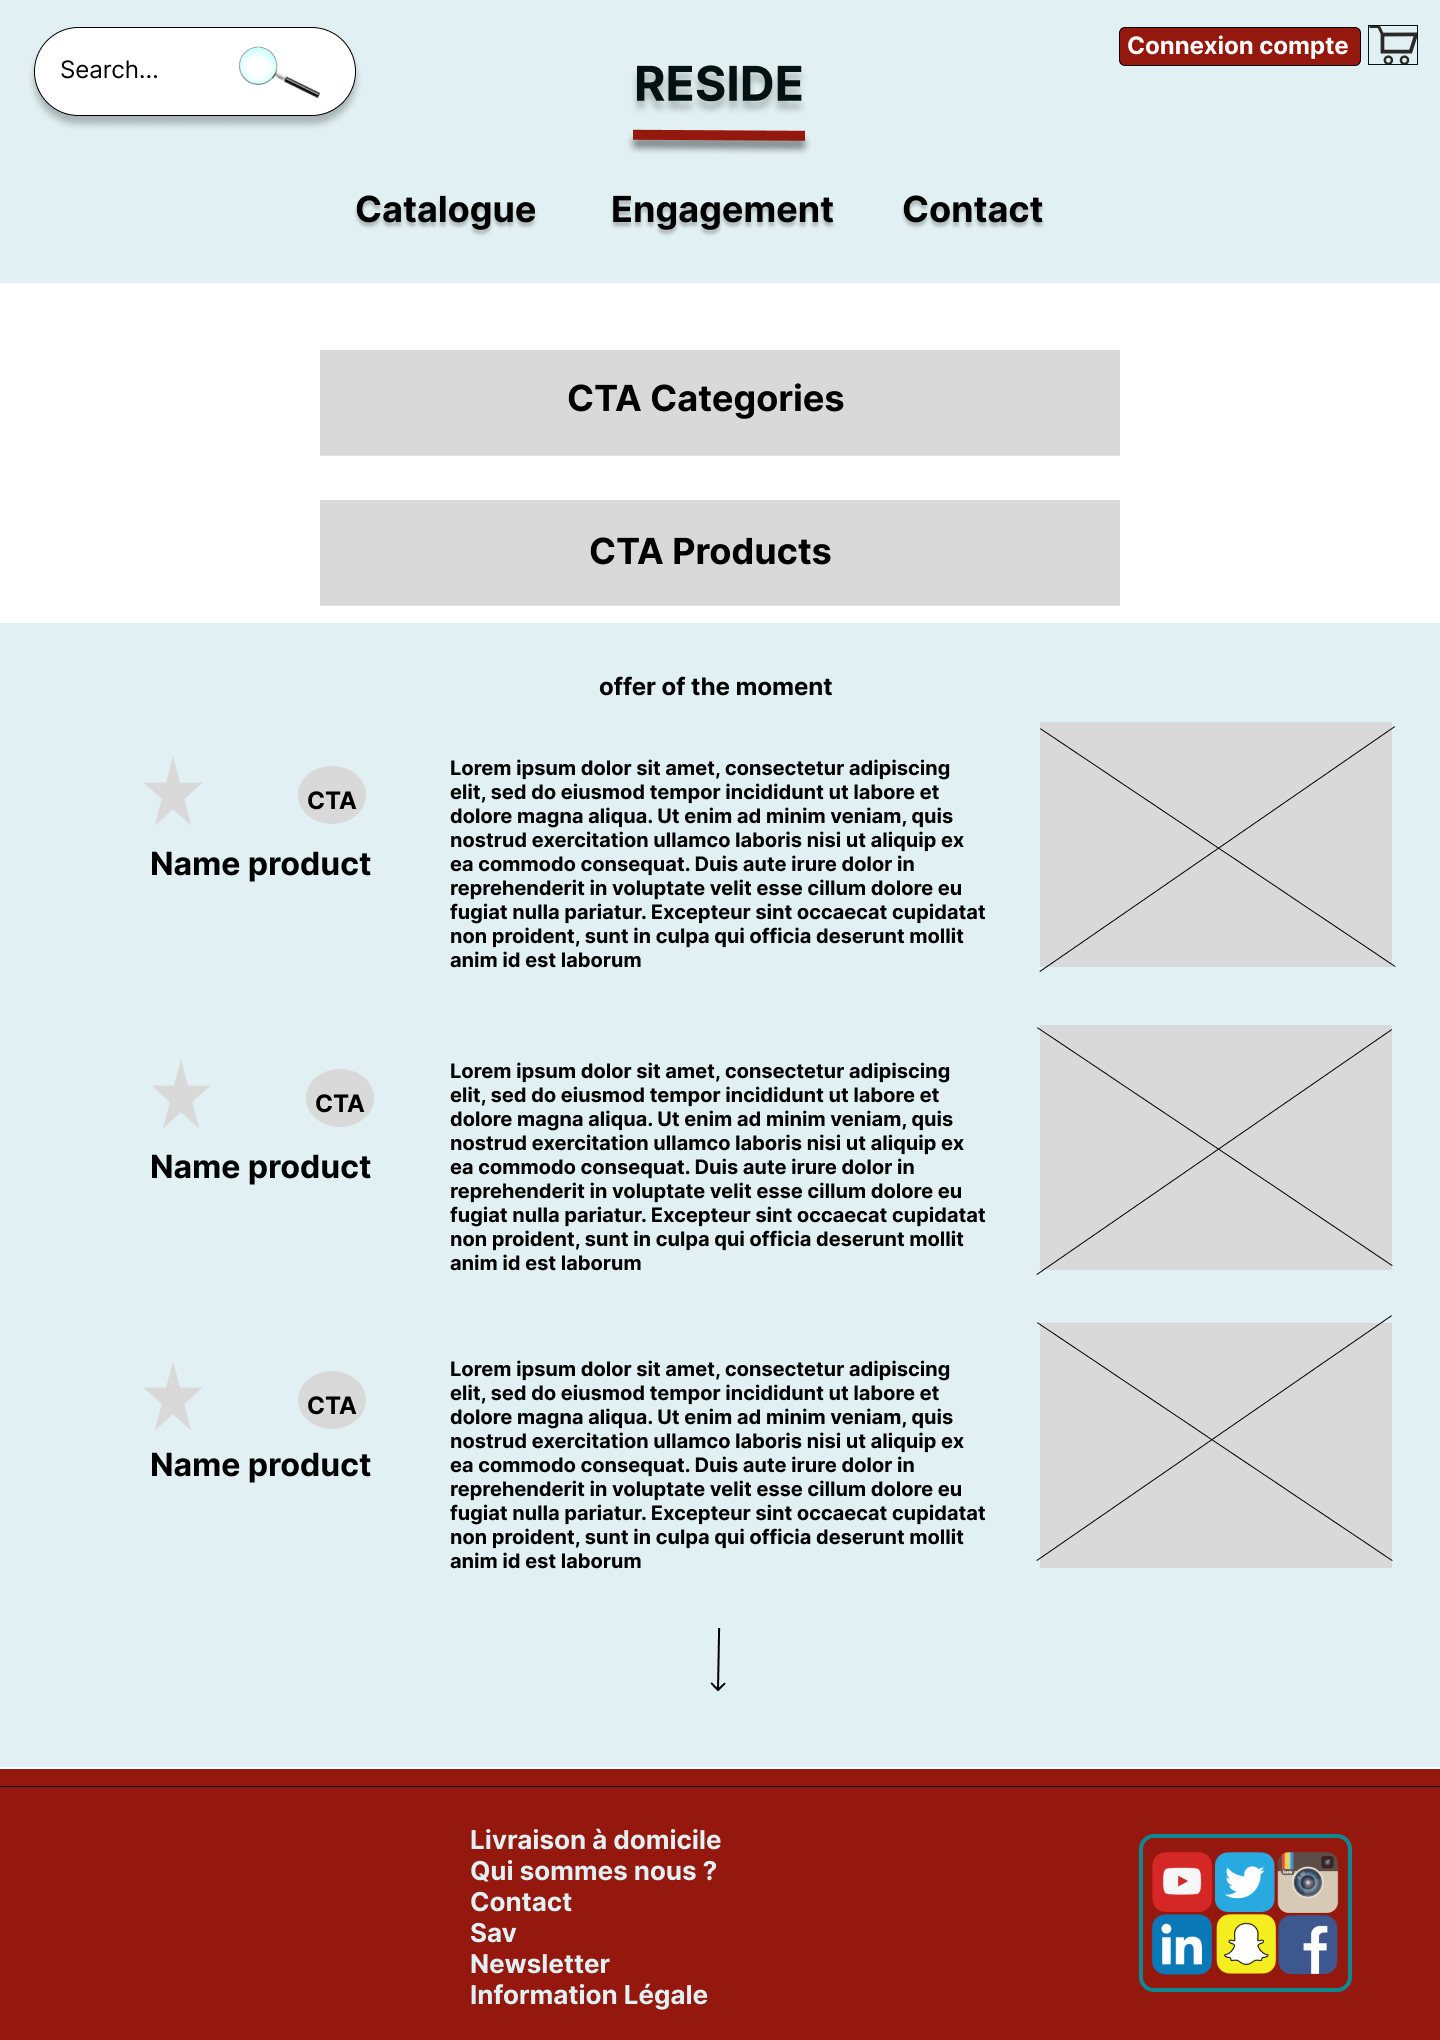 Search...
Connexion compte
RESIDE
Catalogue
Engagement
Contact
CTA Categories
CTA Products
offer of the moment
CTA
Name product
Lorem ipsum dolor sit amet, consectetur adipiscing
elit, sed do eiusmod tempor incididunt ut labore et
dolore magna aliqua. Ut enim ad minim veniam, quis
nostrud exercitation ullamco laboris nisi ut aliquip ex
ea commodo consequat. Duis aute irure dolor in
reprehenderit in voluptate velit esse cillum dolore eu
fugiat nulla pariatur. Excepteur sint occaecat cupidatat
non proident, sunt in culpa qui officia deserunt mollit
anim id est laborum
CTA
Name product
Lorem ipsum dolor sit amet, consectetur adipiscing
elit, sed do eiusmod tempor incididunt ut labore et
dolore magna aliqua. Ut enim ad minim veniam, quis
nostrud exercitation ullamco laboris nisi ut aliquip ex
ea commodo consequat. Duis aute irure dolor in
reprehenderit in voluptate velit esse cillum dolore eu
fugiat nulla pariatur. Excepteur sint occaecat cupidatat
non proident, sunt in culpa qui officia deserunt mollit
anim id est laborum
CTA
Name product
Lorem ipsum dolor sit amet, consectetur adipiscing
elit, sed do eiusmod tempor incididunt ut labore et
dolore magna aliqua. Ut enim ad minim veniam, quis
nostrud exercitation ullamco laboris nisi ut aliquip ex
ea commodo consequat. Duis aute irure dolor in
reprehenderit in voluptate velit esse cillum dolore eu
fugiat nulla pariatur. Excepteur sint occaecat cupidatat
non proident, sunt in culpa qui officia deserunt mollit
anim id est laborum
Livraison à domicile
Qui sommes nous ?
Contact
Sav
Newsletter
Information Légale
in
f